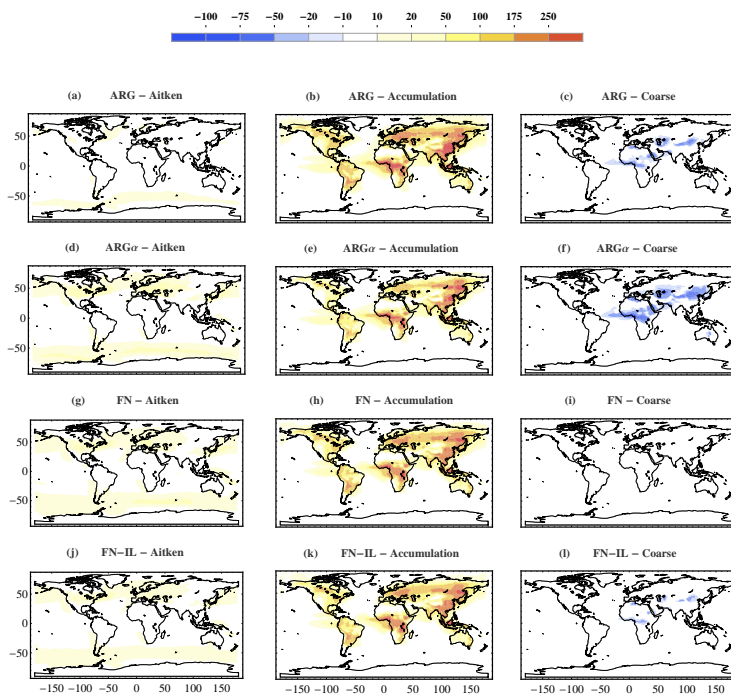 −100 −75 −50 −10 10 20 50 100 175 250
(a) ARG − Aitken
(b) ARG − Accumulation
(c) ARG − Coarse
50
0
−50
(d) ARGα − Aitken
(e) ARGα − Accumulation
(f) ARGα − Coarse
50
0
−50
(g) FN − Aitken
(h) FN − Accumulation
(i) FN − Coarse
50
0
−50
(j) FN−IL − Aitken
(k) FN−IL − Accumulation
(l) FN−IL − Coarse
50
0
−50
−150 −100 −50 0 50 100 150
−150 −100 −50 0 50 100 150
−150 −100 −50 0 50 100 150